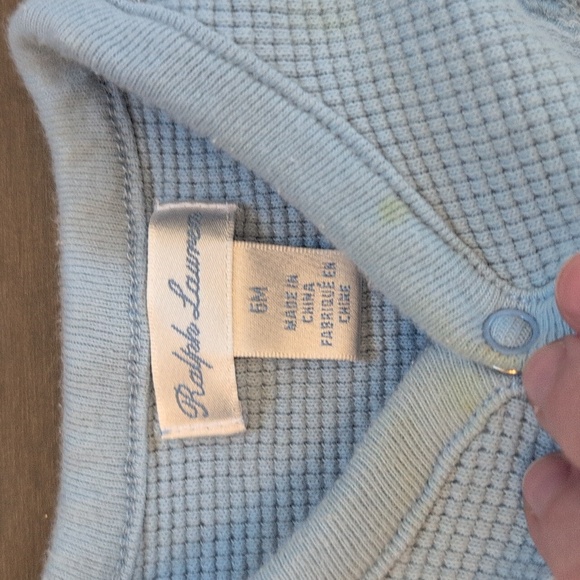 Ralph Lauren
6M
MADE IN
CHINA
FABRIQUÉ EN
CHINE